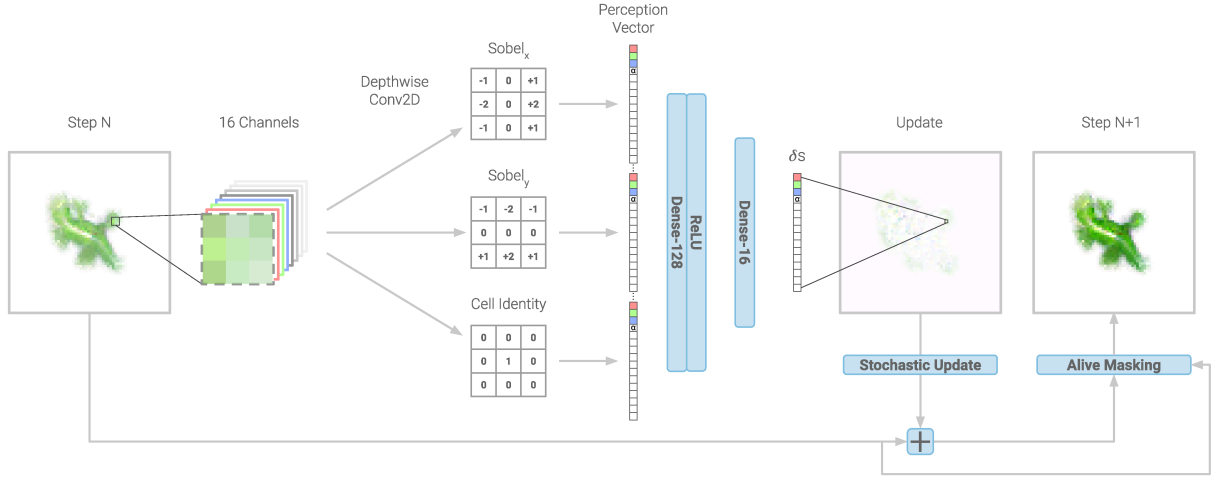 Step N
16 Channels
Depthwise
Conv2D
Sobelx
-1 0 +1
-2 0 +2
-1 0 +1
Sobely
-1 -2 -1
0 0 0
+1 +2 +1
Cell Identity
0 0 0
0 1 0
0 0 0
Perception
Vector
α
α
α
Dense-128
ReLU
Dense-16
δs
α
Update
Stochastic Update
+
Step N+1
Alive Masking